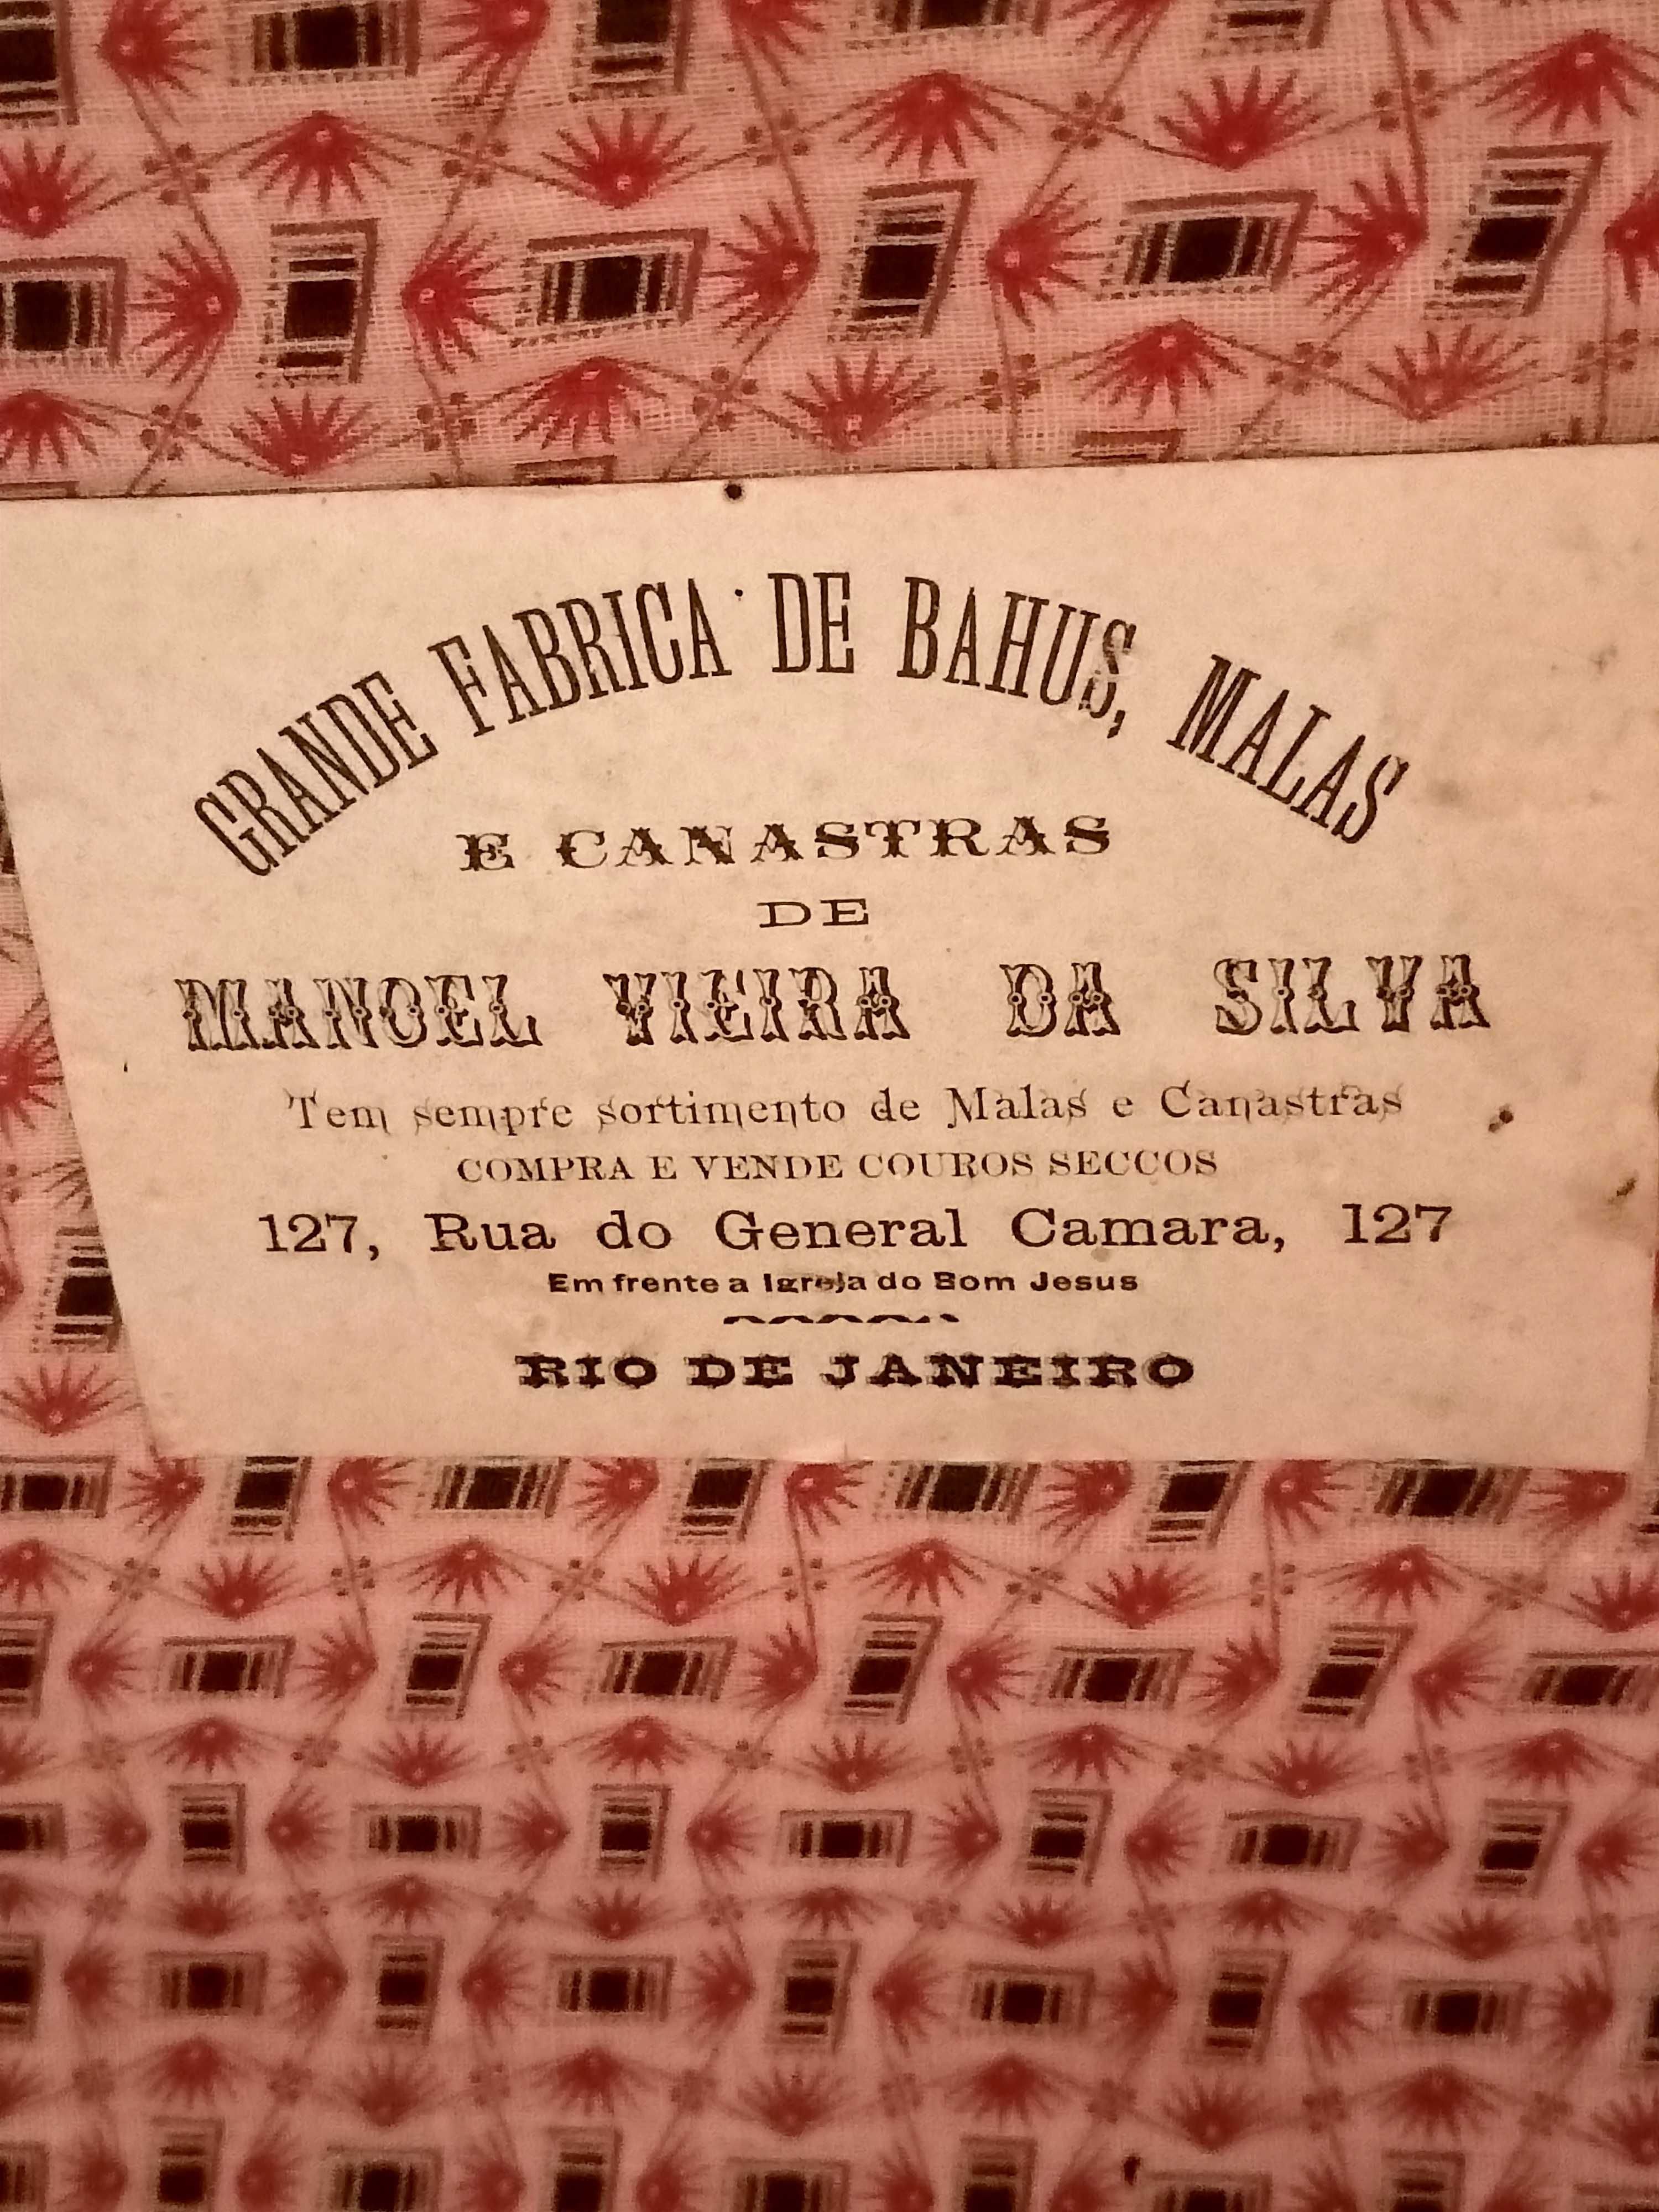 GRANDE FABRICA DE BAHUS, MALAS
E CANASTRAS
DE
MANOEL VIEIRA DA SILVA
Tem sempre sortimento de Malas e Canastras
COMPRA E VENDE COUROS SECCOS
127, Rua do General Camara, 127
Em frente a Igreja do Bom Jesus
RIO DE JANEIRO